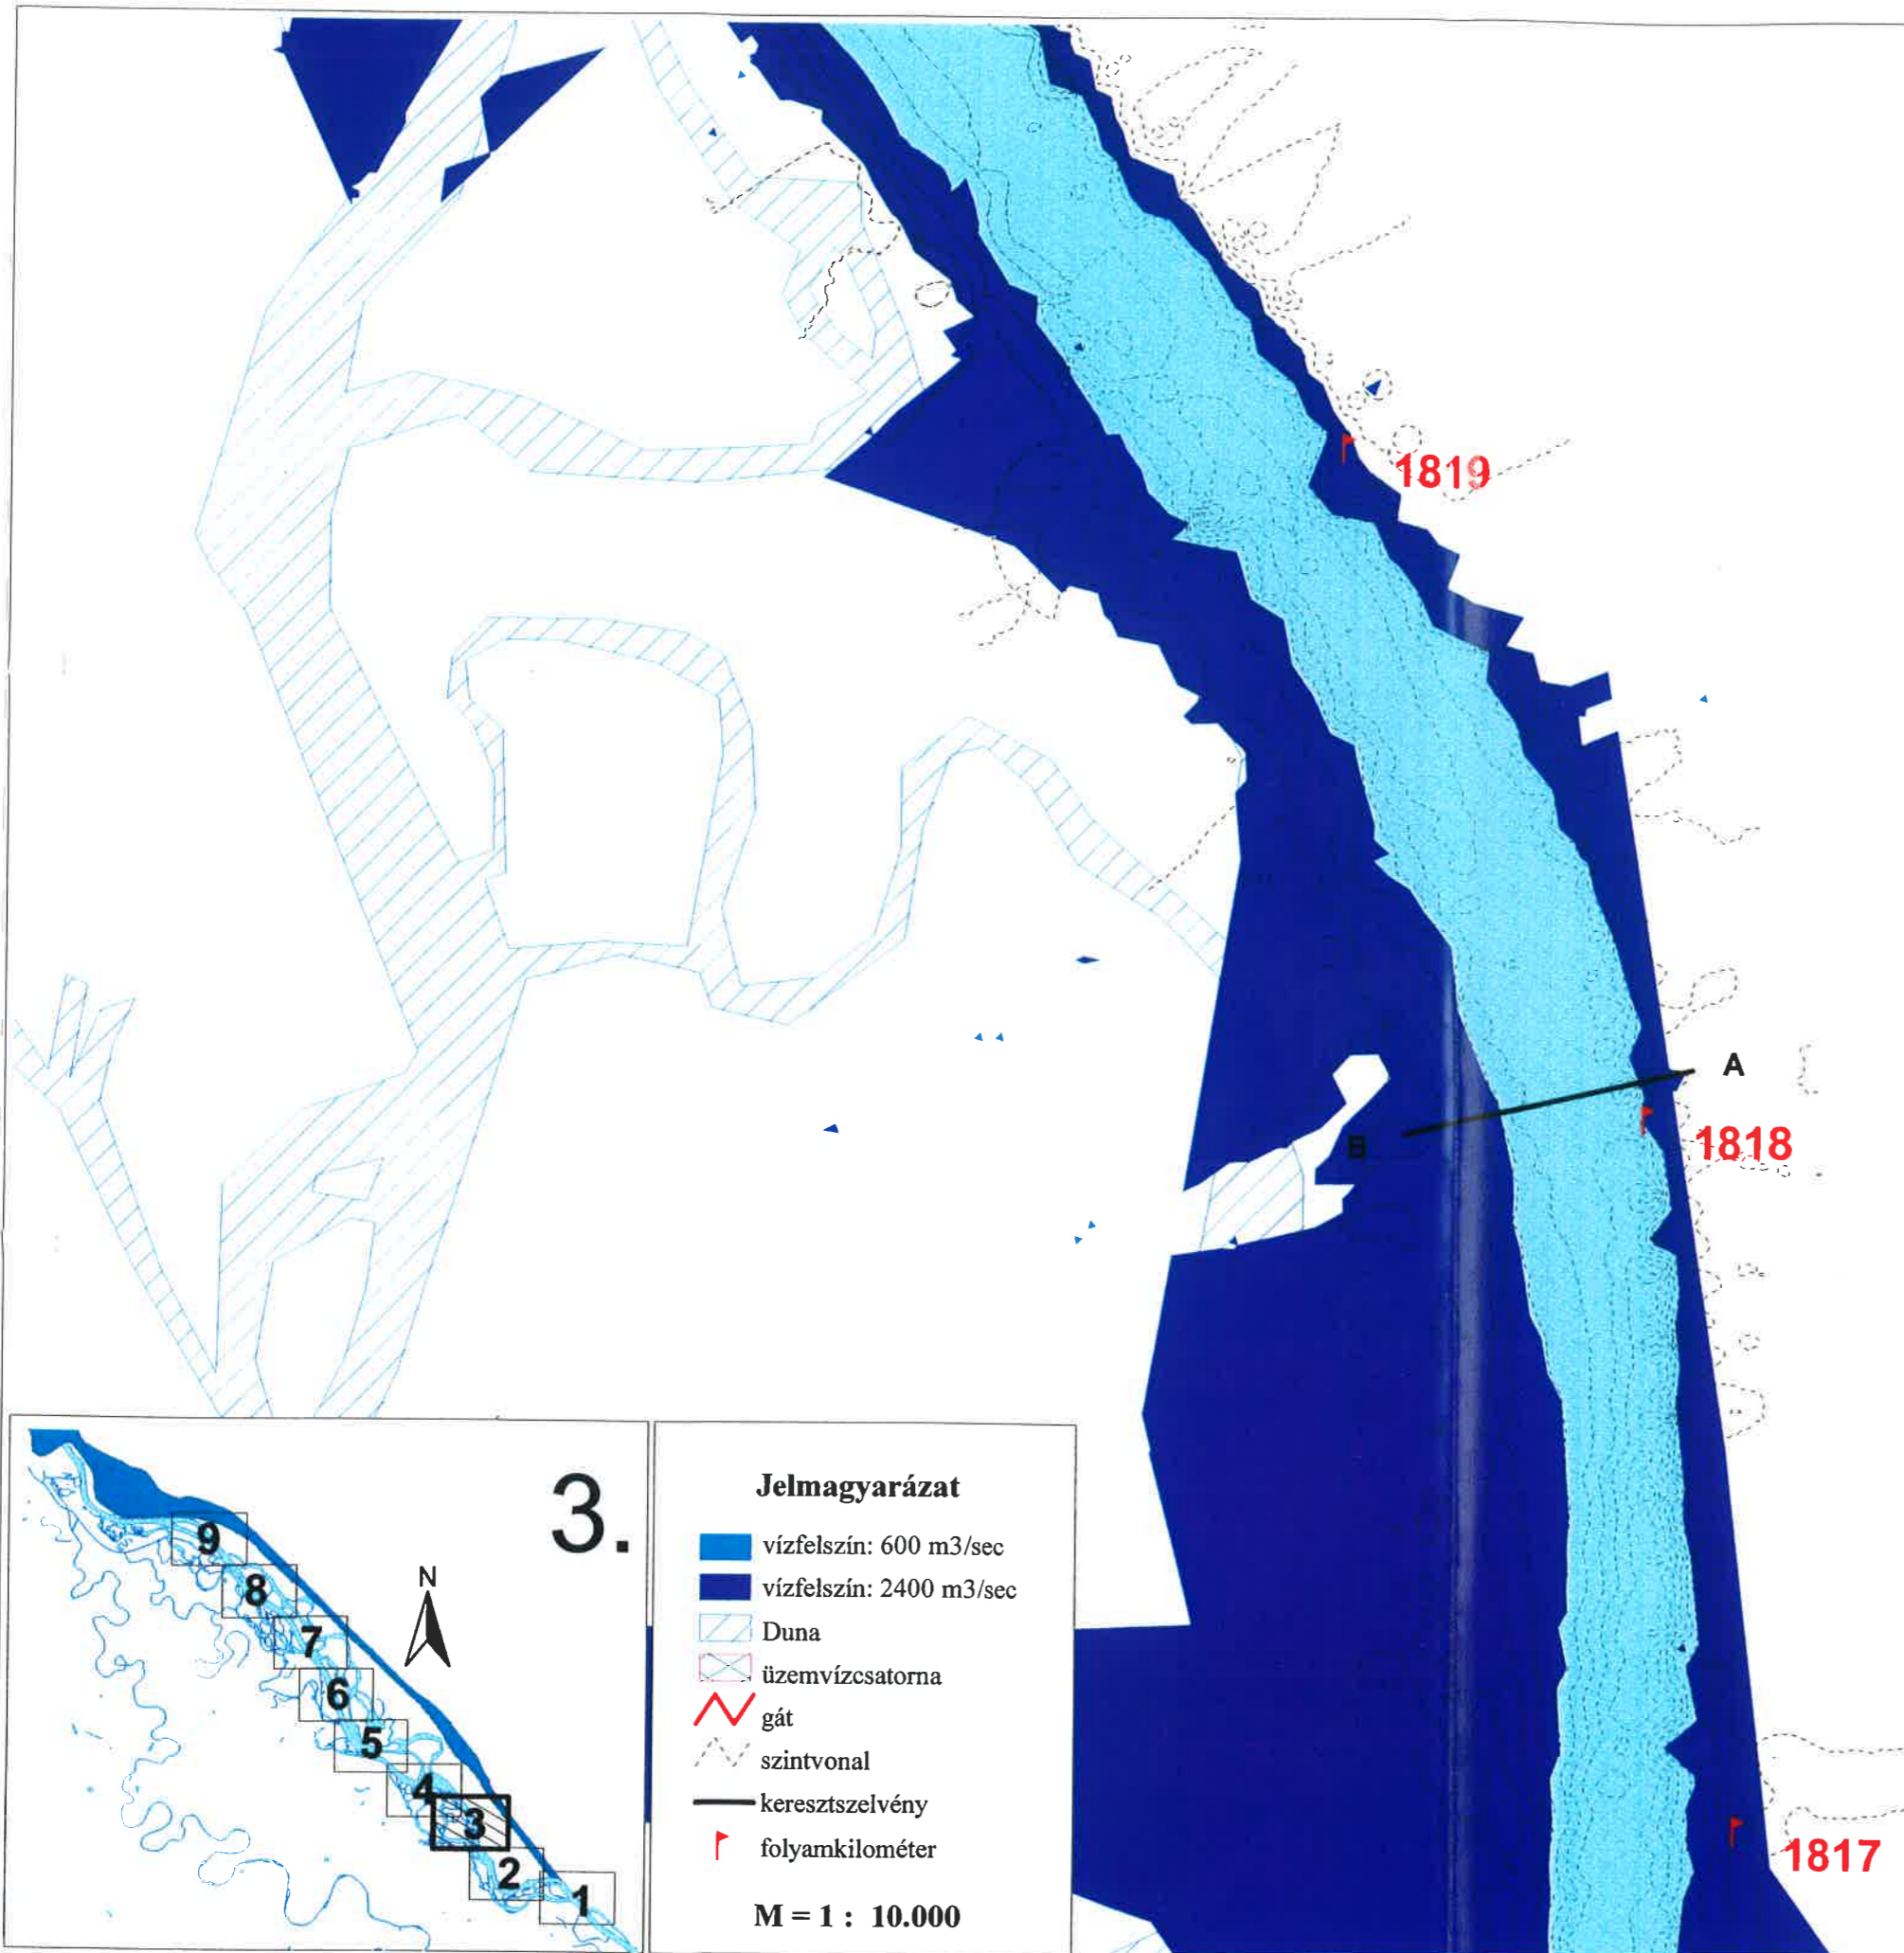 1819
A
B
1818
1817
3.
N
9
8
7
6
5
4
3
2
1
Jelmagyarázat
vízfelszín: 600 m3/sec
vízfelszín: 2400 m3/sec
Duna
üzemvízcsatorna
gát
szintvonal
keresztszelvény
folyamkilométer
M = 1 : 10.000